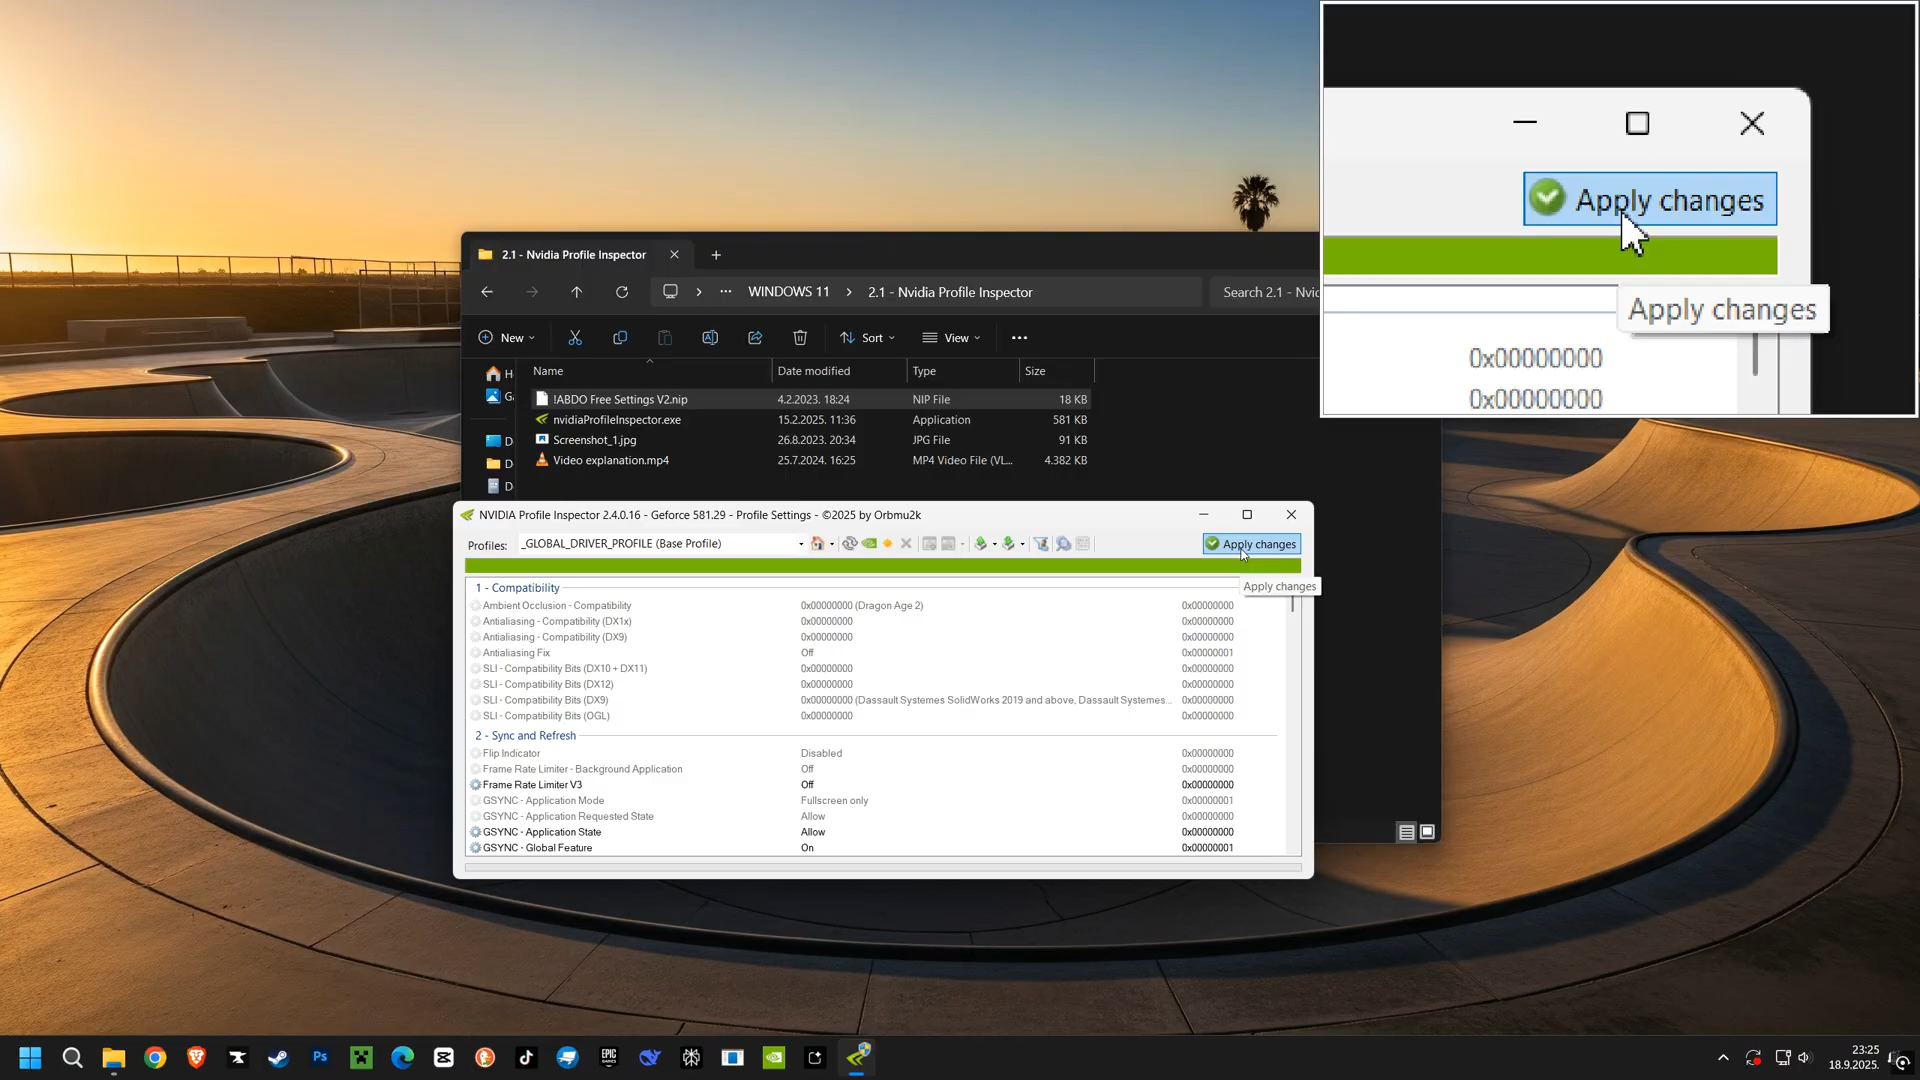 Apply changes
Apply changes
0x00000000
0x00000000
2.1 - Nvidia Profile Inspector
WINDOWS 11 2.1 - Nvidia Profile Inspector
New Sort View
Name Date modified Type Size
!ABDO Free Settings V2.nip 4.2.2023. 18:24 NIP File 18 KB
nvidiaProfileInspector.exe 15.2.2025. 11:36 Application 581 KB
Screenshot_1.jpg 26.8.2023. 20:34 JPG File 91 KB
Video explanation.mp4 25.7.2024. 16:25 MP4 Video File (VL... 4.382 KB
NVIDIA Profile Inspector 2.4.0.16 - Geforce 581.29 - Profile Settings - ©2025 by Orbmu2k
Profiles: _GLOBAL_DRIVER_PROFILE (Base Profile) Apply changes
Apply changes
1 - Compatibility
Ambient Occlusion - Compatibility 0x00000000 (Dragon Age 2) 0x00000000
Antialiasing - Compatibility (DX1x) 0x00000000 0x00000000
Antialiasing - Compatibility (DX9) 0x00000000 0x00000000
Antialiasing Fix Off 0x00000001
SLI - Compatibility Bits (DX10 + DX11) 0x00000000 0x00000000
SLI - Compatibility Bits (DX12) 0x00000000 0x00000000
SLI - Compatibility Bits (DX9) 0x00000000 (Dassault Systemes SolidWorks 2019 and above, Dassault Systemes... 0x00000000
SLI - Compatibility Bits (OGL) 0x00000000 0x00000000
2 - Sync and Refresh
Flip Indicator Disabled 0x00000000
Frame Rate Limiter - Background Application Off 0x00000000
Frame Rate Limiter V3 Off 0x00000000
GSYNC - Application Mode Fullscreen only 0x00000001
GSYNC - Application Requested State Allow 0x00000000
GSYNC - Application State Allow 0x00000000
GSYNC - Global Feature On 0x00000001
Ps EPIC GAMES
23:25
18.9.2025.